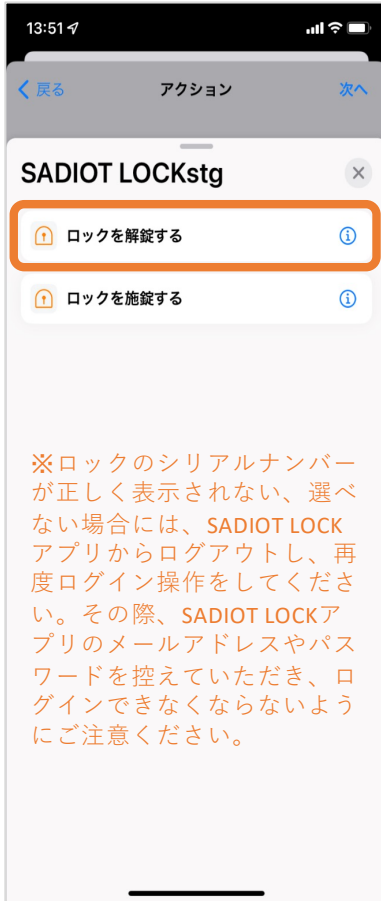 13:51
戻る アクション 次へ
SADIOT LOCKstg
ロックを解錠する
ロックを施錠する
※ロックのシリアルナンバー
が正しく表示されない、選べ
ない場合には、SADIOT LOCK
アプリからログアウトし、再
度ログイン操作をしてくださ
い。その際、SADIOT LOCKア
プリのメールアドレスやパス
ワードを控えていただき、ロ
グインできなくならないよう
にご注意ください。